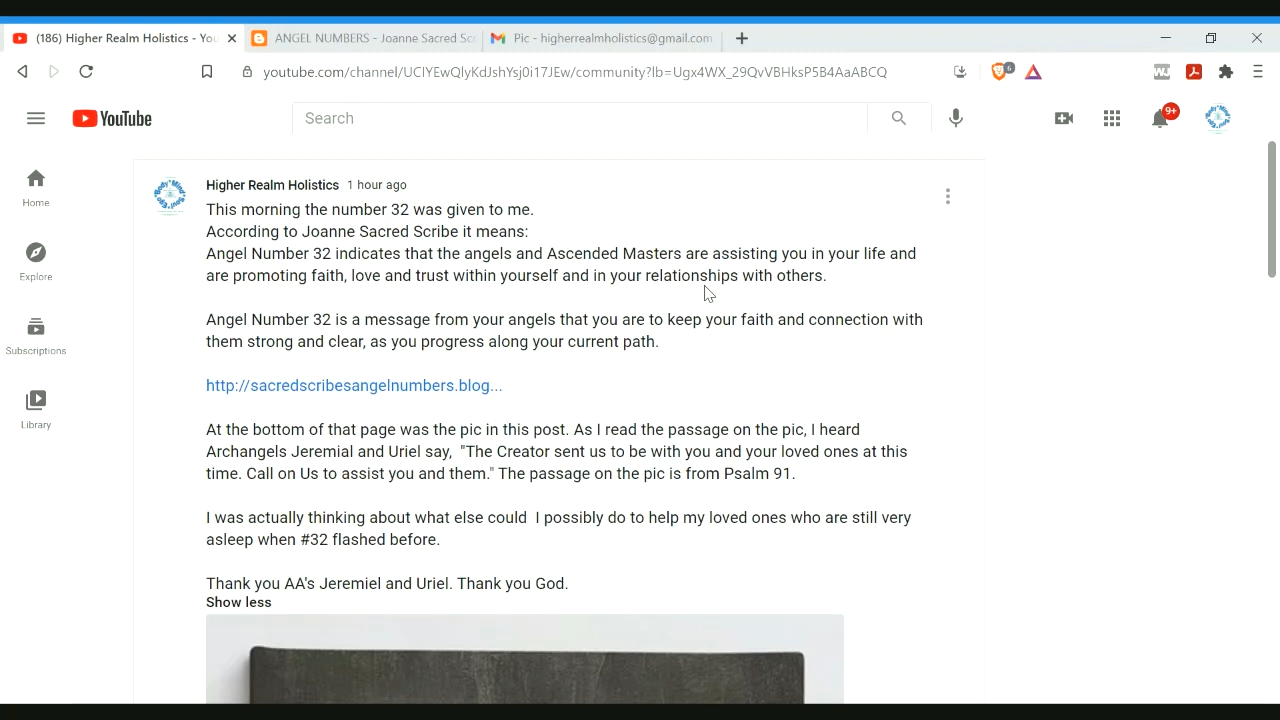 (186) Higher Realm Holistics - You
ANGEL NUMBERS - Joanne Sacred Scr
Pic - higherrealmholistics@gmail.com
YouTube
Search
9+
Home
Explore
Subscriptions
Library
Higher Realm Holistics 1 hour ago
This morning the number 32 was given to me.
According to Joanne Sacred Scribe it means:
Angel Number 32 indicates that the angels and Ascended Masters are assisting you in your life and
are promoting faith, love and trust within yourself and in your relationships with others.
Angel Number 32 is a message from your angels that you are to keep your faith and connection with
them strong and clear, as you progress along your current path.
http://sacredscribesangelnumbers.blog...
At the bottom of that page was the pic in this post. As I read the passage on the pic, I heard
Archangels Jeremial and Uriel say, "The Creator sent us to be with you and your loved ones at this
time. Call on Us to assist you and them." The passage on the pic is from Psalm 91.
I was actually thinking about what else could I possibly do to help my loved ones who are still very
asleep when #32 flashed before.
Thank you AA's Jeremiel and Uriel. Thank you God.
Show less